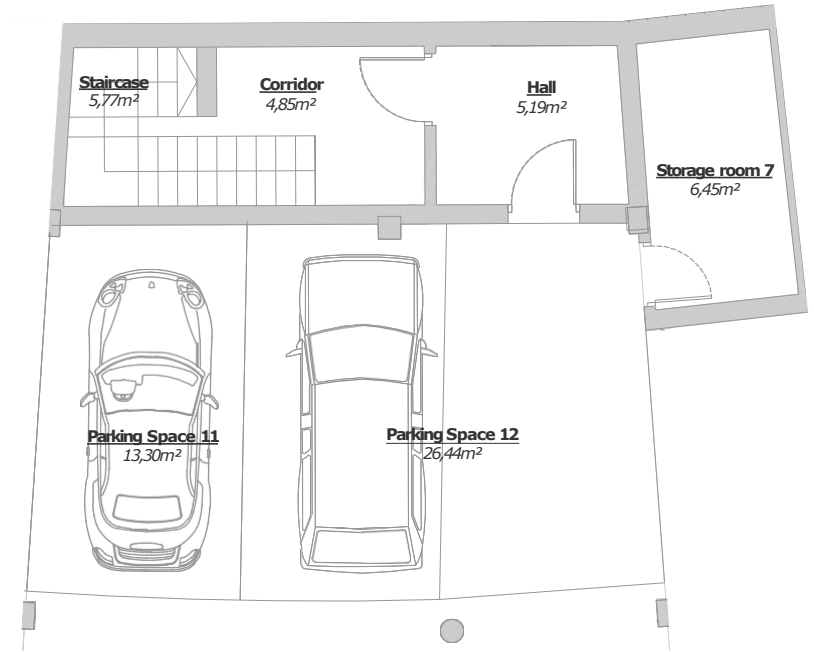 Staircase
5,77m²
Corridor
4,85m²
Hall
5,19m²
Storage room 7
6,45m²
Parking Space 11
13,30m²
Parking Space 12
26,44m²